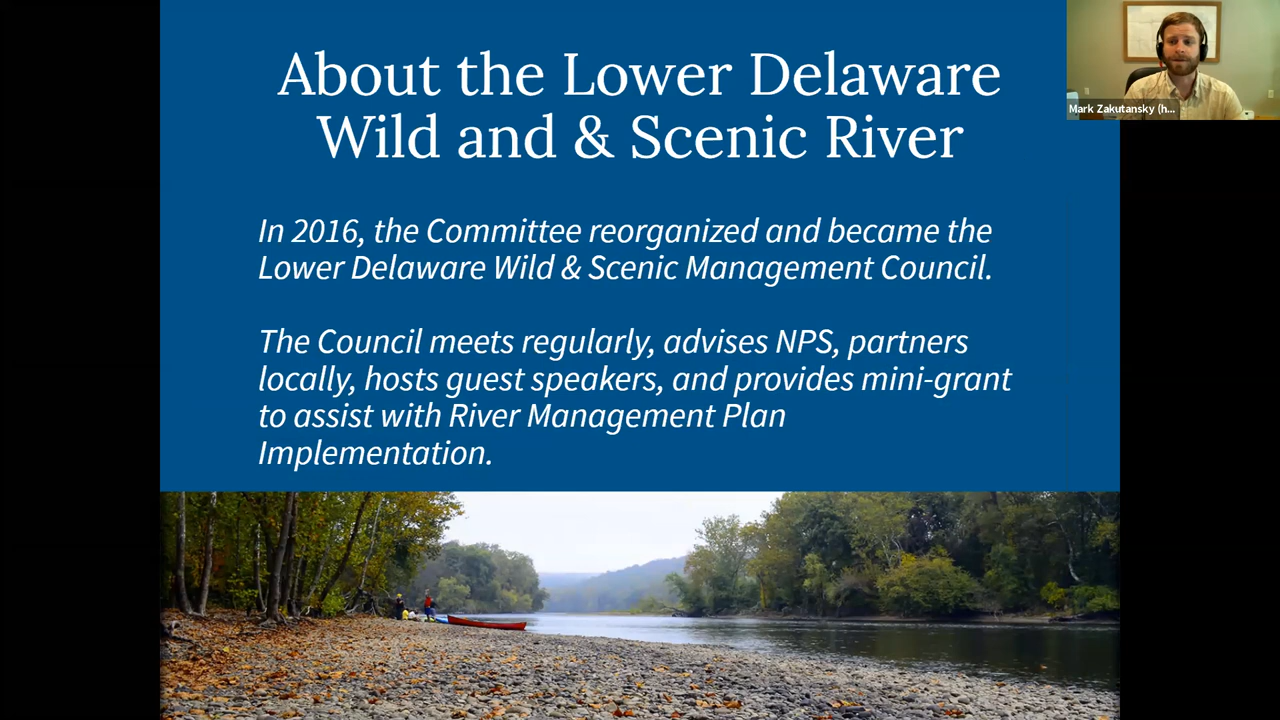 About the Lower Delaware
Wild and & Scenic River
In 2016, the Committee reorganized and became the
Lower Delaware Wild & Scenic Management Council.
The Council meets regularly, advises NPS, partners
locally, hosts guest speakers, and provides mini-grant
to assist with River Management Plan
Implementation.
Mark Zakutansky (h...